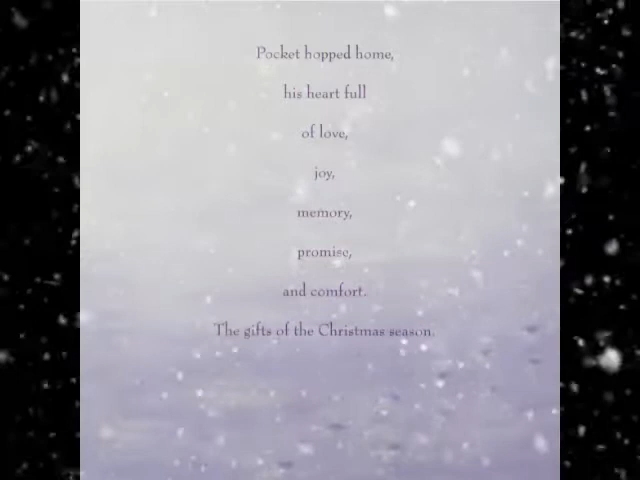 Pocket hopped home,
his heart full
of love,
joy,
memory,
promise,
and comfort.
The gifts of the Christmas season.